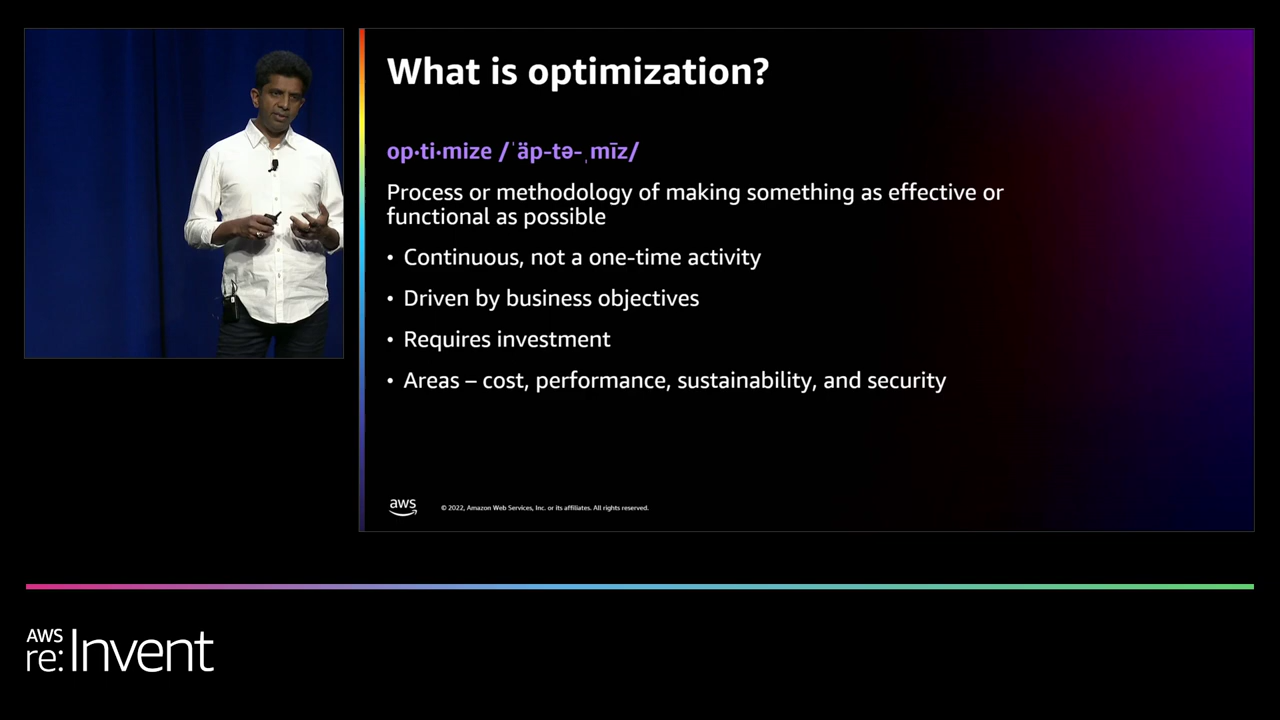 What is optimization?
op·ti·mize /ˈäp-tə-ˌmīz/
Process or methodology of making something as effective or
functional as possible
• Continuous, not a one-time activity
• Driven by business objectives
• Requires investment
• Areas – cost, performance, sustainability, and security
aws
© 2022, Amazon Web Services, Inc. or its affiliates. All rights reserved.
AWS
re:Invent